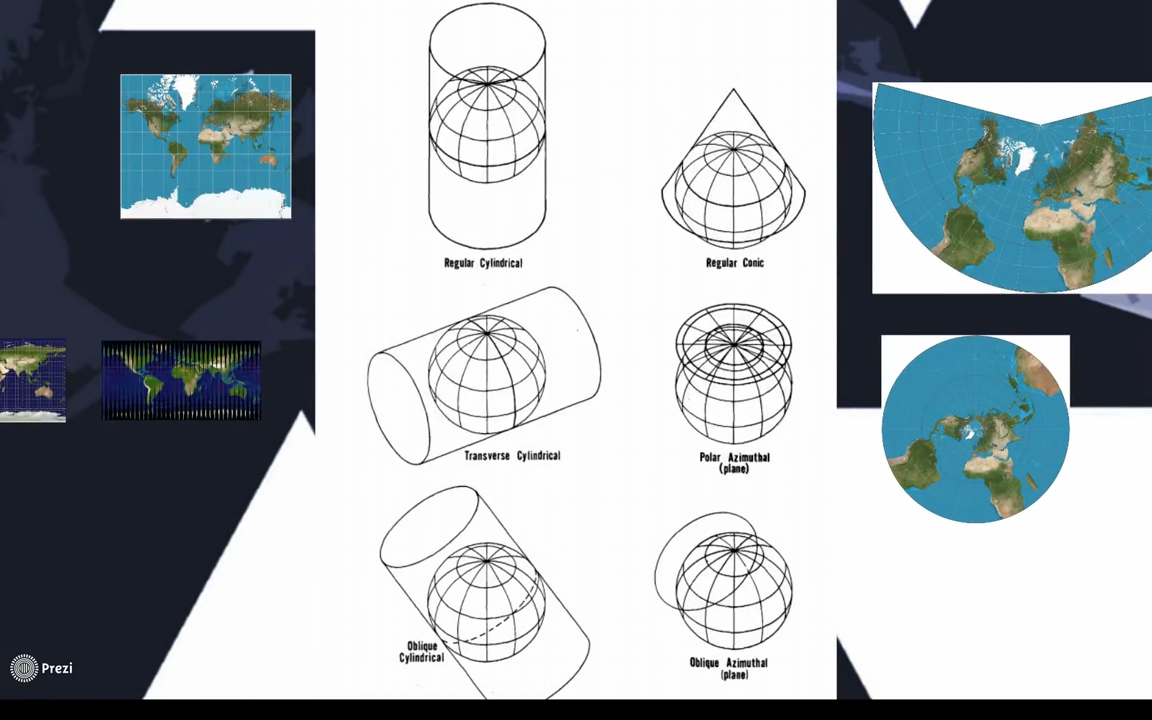 Regular Cylindrical
Regular Conic
Transverse Cylindrical
Polar Azimuthal
(plane)
Oblique
Cylindrical
Oblique Azimuthal
(plane)
Prezi